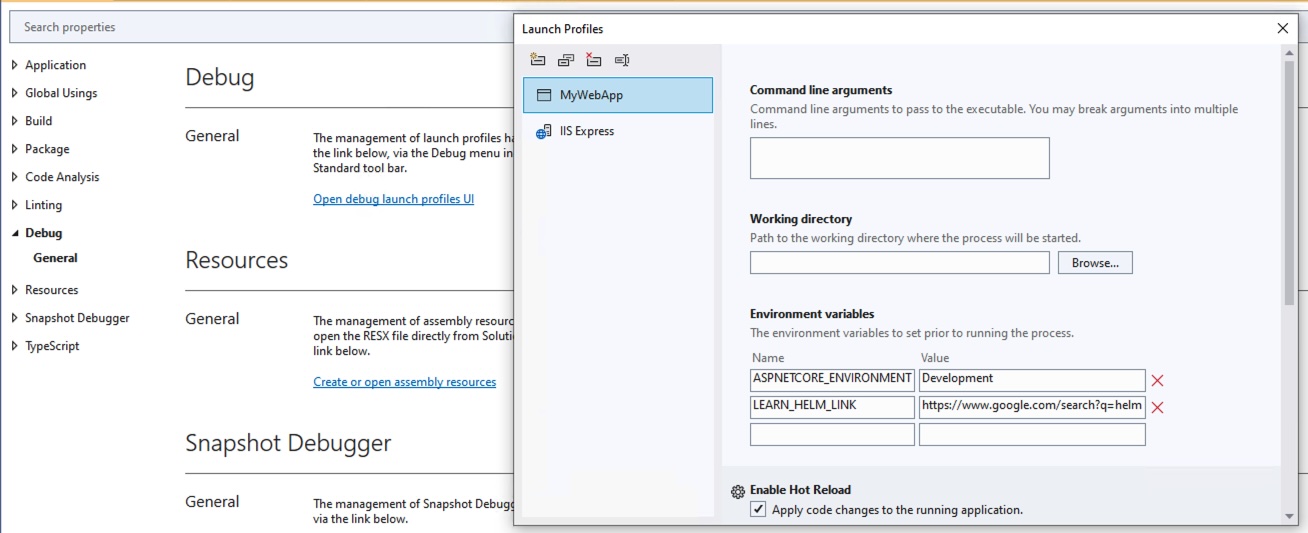 Search properties
Application
Global Usings
Build
Package
Code Analysis
Linting
Debug
General
Resources
Snapshot Debugger
TypeScript
Debug
General
The management of launch profiles ha
the link below, via the Debug menu in
Standard tool bar.
Open debug launch profiles UI
Resources
General
The management of assembly resourc
open the RESX file directly from Soluti
link below.
Create or open assembly resources
Snapshot Debugger
General
The management of Snapshot Debugg
via the link below.
Launch Profiles
MyWebApp
IIS Express
Command line arguments
Command line arguments to pass to the executable. You may break arguments into multiple
lines.
Working directory
Path to the working directory where the process will be started.
Browse...
Environment variables
The environment variables to set prior to running the process.
Name Value
ASPNETCORE_ENVIRONMENT Development
LEARN_HELM_LINK https://www.google.com/search?q=helm
Enable Hot Reload
Apply code changes to the running application.